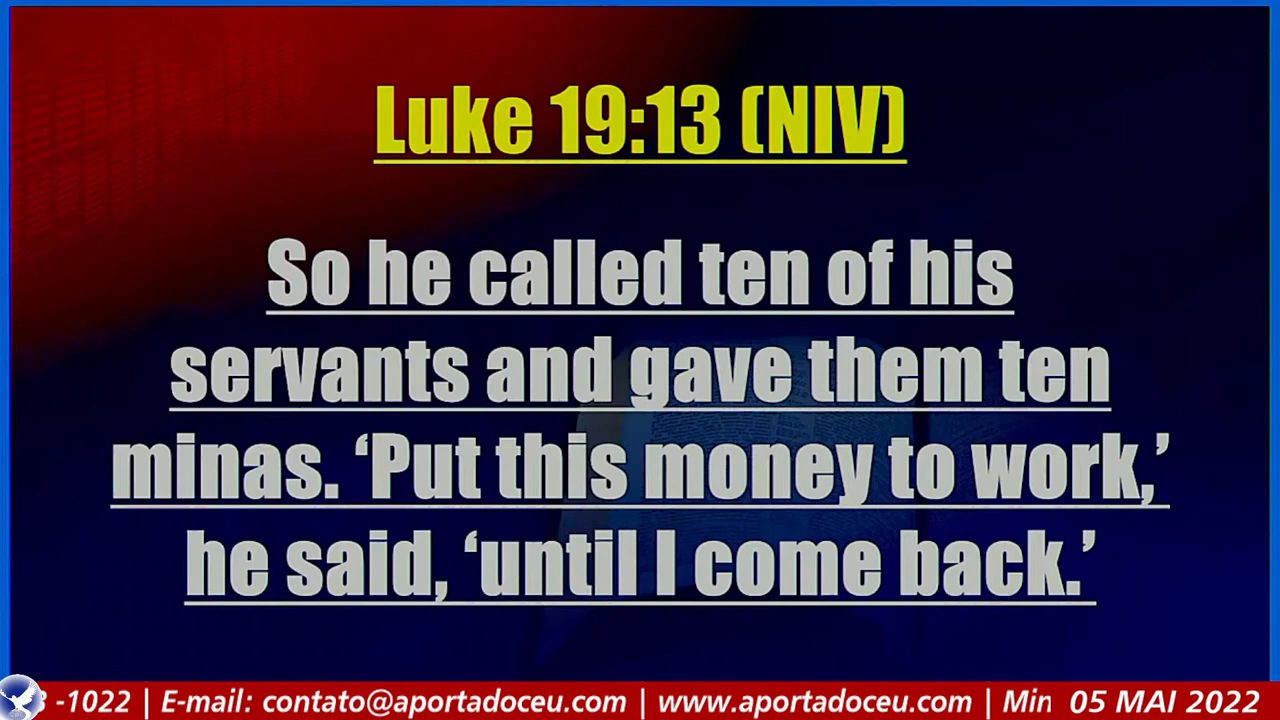 Luke 19:13 (NIV)
So he called ten of his
servants and gave them ten
minas. ‘Put this money to work,’
he said, ‘until I come back.’
-1022 | E-mail: contato@aportadoceu.com | www.aportadoceu.com | Min 05 MAI 2022